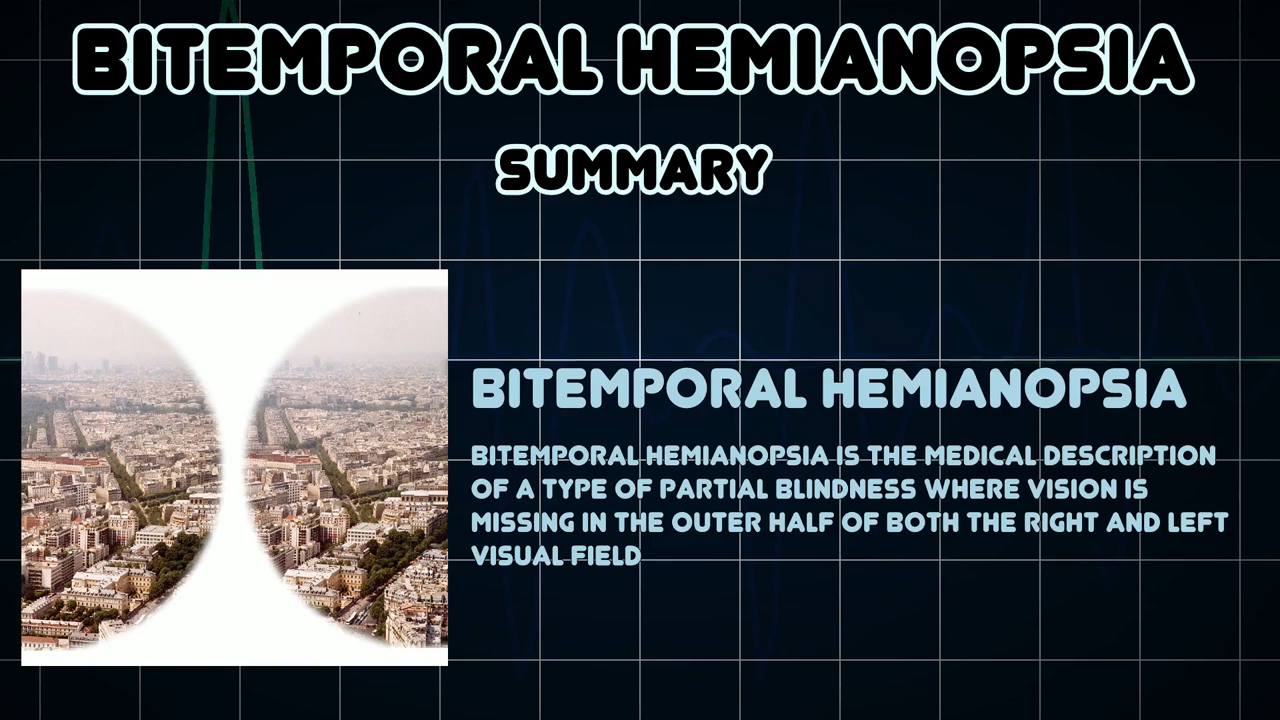 BITEMPORAL HEMIANOPSIA
SUMMARY
BITEMPORAL HEMIANOPSIA
BITEMPORAL HEMIANOPSIA IS THE MEDICAL DESCRIPTION
OF A TYPE OF PARTIAL BLINDNESS WHERE VISION IS
MISSING IN THE OUTER HALF OF BOTH THE RIGHT AND LEFT
VISUAL FIELD